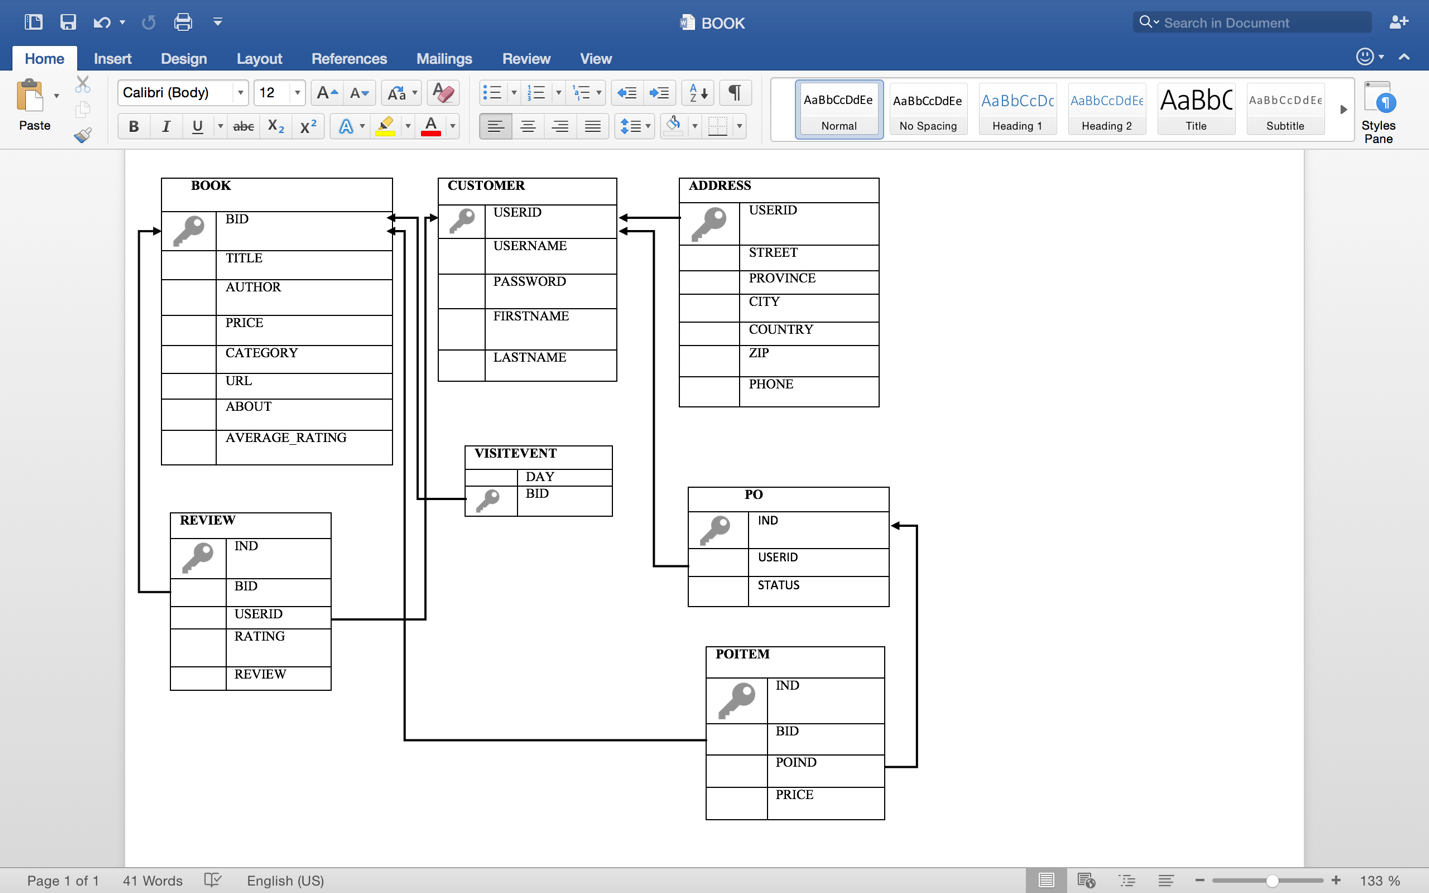 BOOK
Search in Document
Home Insert Design Layout References Mailings Review View
Paste
Calibri (Body) 12
AaBbCcDdEe AaBbCcDdEe AaBbCcDc AaBbCcDdEe AaBbC AaBbCcDdEe
Normal No Spacing Heading 1 Heading 2 Title Subtitle
Styles
Pane
A A Aa A A Z
B I U abc X2 X2 A A
BOOK
BID
TITLE
AUTHOR
PRICE
CATEGORY
URL
ABOUT
AVERAGE_RATING
CUSTOMER
USERID
USERNAME
PASSWORD
FIRSTNAME
LASTNAME
ADDRESS
USERID
STREET
PROVINCE
CITY
COUNTRY
ZIP
PHONE
VISITEVENT
DAY
BID
REVIEW
IND
BID
USERID
RATING
REVIEW
PO
IND
USERID
STATUS
POITEM
IND
BID
POIND
PRICE
Page 1 of 1 41 Words English (US) 133 %